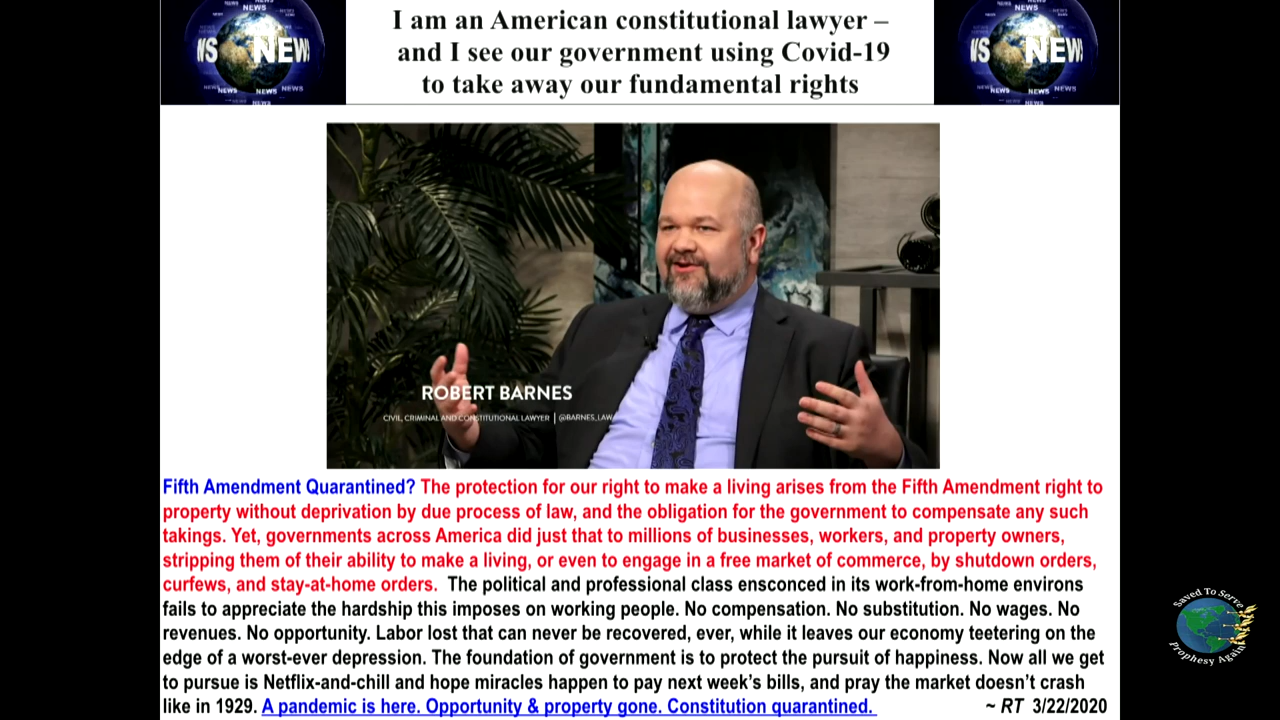 NEWS
NEWS
NEWS
NEWS
NEWS
NEWS
I am an American constitutional lawyer –
and I see our government using Covid-19
to take away our fundamental rights
NEWS
NEWS
NEWS
NEWS
NEWS
ROBERT BARNES
CIVIL, CRIMINAL AND CONSTITUTIONAL LAWYER | @BARNES_LAW
Fifth Amendment Quarantined? The protection for our right to make a living arises from the Fifth Amendment right to
property without deprivation by due process of law, and the obligation for the government to compensate any such
takings. Yet, governments across America did just that to millions of businesses, workers, and property owners,
stripping them of their ability to make a living, or even to engage in a free market of commerce, by shutdown orders,
curfews, and stay-at-home orders. The political and professional class ensconced in its work-from-home environs
fails to appreciate the hardship this imposes on working people. No compensation. No substitution. No wages. No
revenues. No opportunity. Labor lost that can never be recovered, ever, while it leaves our economy teetering on the
edge of a worst-ever depression. The foundation of government is to protect the pursuit of happiness. Now all we get
to pursue is Netflix-and-chill and hope miracles happen to pay next week's bills, and pray the market doesn't crash
like in 1929. A pandemic is here. Opportunity & property gone. Constitution quarantined. ~ RT 3/22/2020
Saved To Serve
Prophesy Again